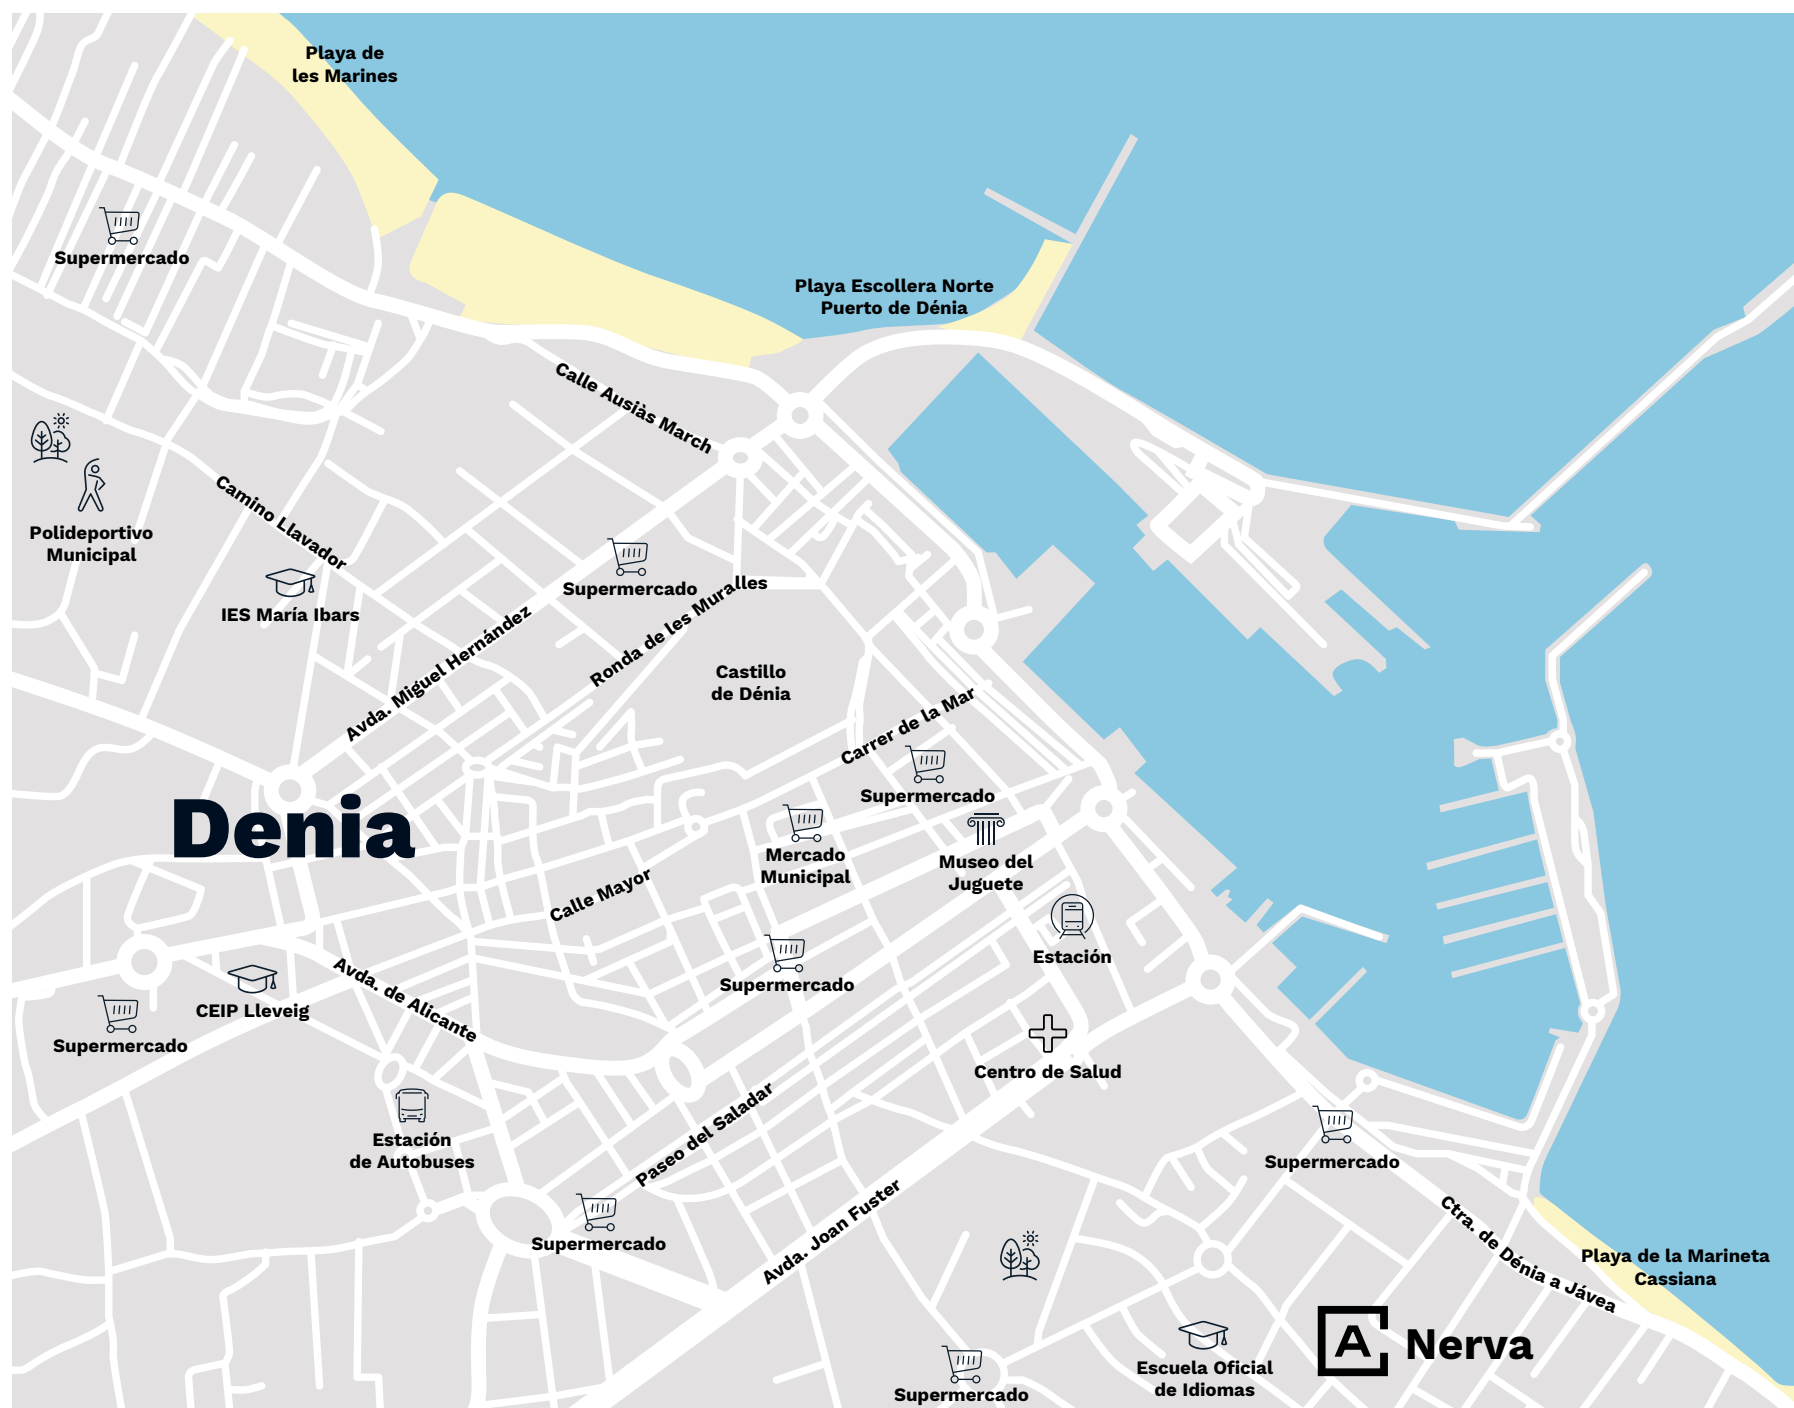 Playa de
les Marines
Supermercado
Playa Escollera Norte
Puerto de Dénia
Calle Ausiàs March
Polideportivo
Municipal
Camino Llavador
IES María Ibars
Supermercado
Avda. Miguel Hernández
Ronda de les Muralles
Castillo
de Dénia
Carrer de la Mar
Supermercado
Denia
Mercado
Municipal
Museo del
Juguete
Calle Mayor
Estación
Supermercado
Avda. de Alicante
CEIP Lleveig
Supermercado
Centro de Salud
Estación
de Autobuses
Paseo del Saladar
Supermercado
Supermercado
Avda. Joan Fuster
Ctra. de Dénia a Jávea
Playa de la Marineta
Cassiana
A Nerva
Escuela Oficial
de Idiomas
Supermercado